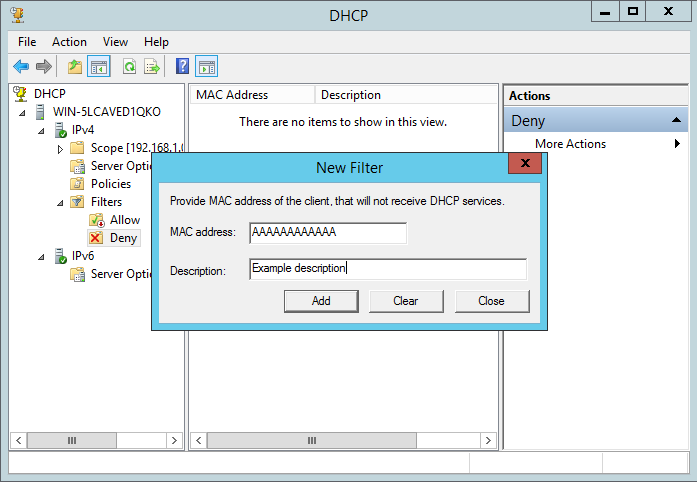 DHCP
File Action View Help
DHCP
WIN-5LCAVED1QKO
IPv4
Scope [192.168.1.0
Server Optio
Policies
Filters
Allow
Deny
IPv6
Server Optio
MAC Address Description
There are no items to show in this view.
Actions
Deny
More Actions
New Filter
Provide MAC address of the client, that will not receive DHCP services.
MAC address: AAAAAAAAAAAA
Description: Example description
Add Clear Close